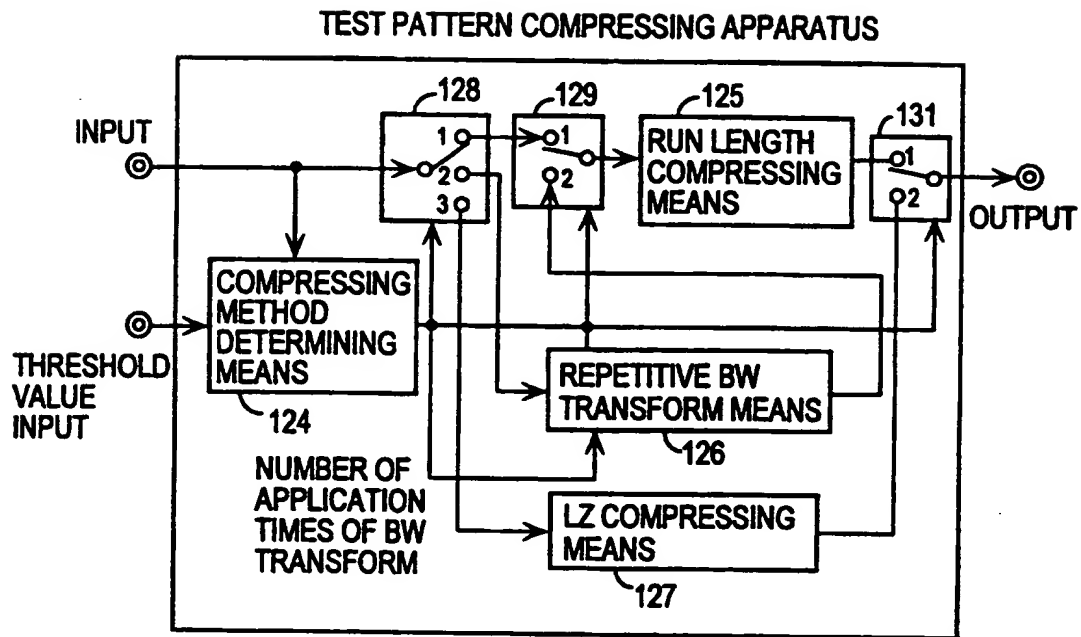 TEST PATTERN COMPRESSING APPARATUS
INPUT
128
1
2
3
129
1
2
125
RUN LENGTH
COMPRESSING
MEANS
131
1
2
OUTPUT
COMPRESSING
METHOD
DETERMINING
MEANS
124
THRESHOLD
VALUE
INPUT
REPETITIVE BW
TRANSFORM MEANS
126
NUMBER OF
APPLICATION
TIMES OF BW
TRANSFORM
LZ COMPRESSING
MEANS
127